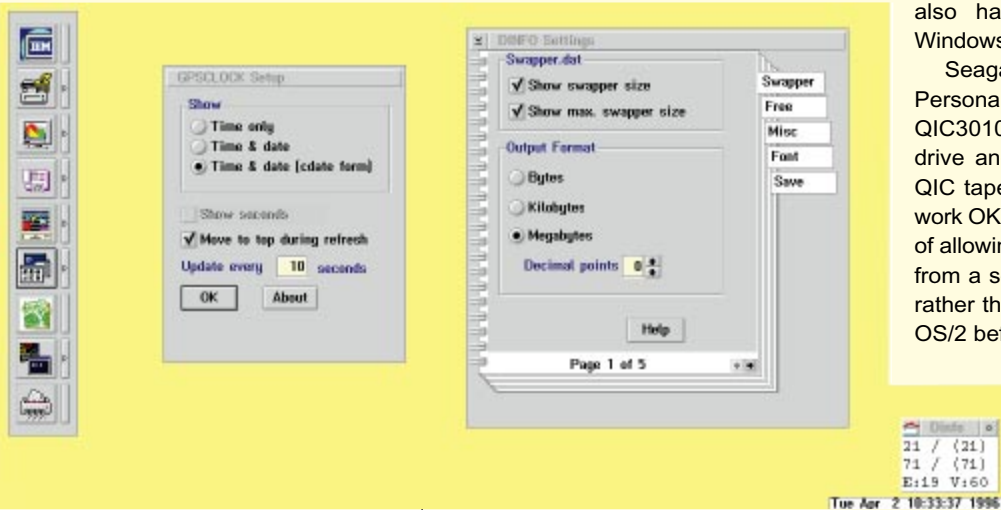 IBM
GPSCLOCK Setup
Show
Time only
Time & date
Time & date (cdate form)
Show seconds
Move to top during refresh
Update every 10 seconds
OK About
DINFO Settings
Swapper.dat
Show swapper size
Show max. swapper size
Output Format
Bytes
Kilobytes
Megabytes
Decimal points 0
Help
Page 1 of 5
Swapper
Free
Misc
Font
Save
also ha
Windows
Seaga
Persona
QIC3010
drive an
QIC tape
work OK
of allowin
from a s
rather th
OS/2 bef
Dinfo
21 / (21)
71 / (71)
E:19 V:60
Tue Apr 2 10:33:37 1996